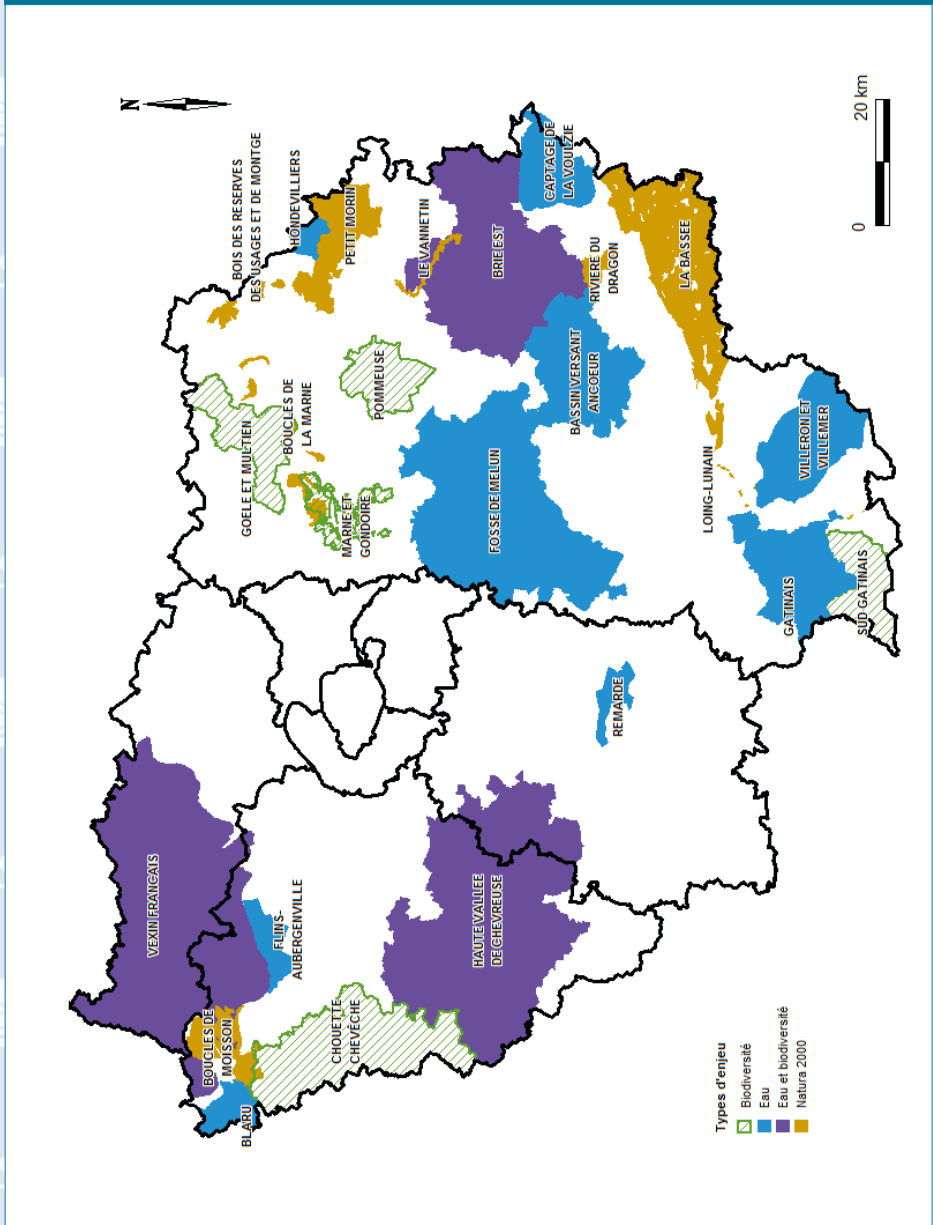 N
BOIS DES RESERVES
DES USAGES ET DE MONTGE
HONDEVILLIERS
PETIT MORIN
GOELE ET MULTIEN
BOUCLES DE
LA MARNE
MARNE ET
GONDOIRE
POMMEUSE
LE VANNETIN
BRIE EST
CAPTAGE DE
LA VOULZIE
RIVIERE DU
DRAGON
BASSIN VERSANT
ANCOEUR
FOSSE DE MELUN
LA BASSEE
LOING-LUNAIN
VILLERON ET
VILLEMER
GATINAIS
SUD GATINAIS
REMARDE
VEXIN FRANCAIS
FLINS-
AUBERGENVILLE
BOUCLES DE
MOISSON
BLARU
CHOUETTE
CHEVÊCHE
HAUTE VALLEE
DE CHEVREUSE
Types d'enjeu
Biodiversité
Eau
Eau et biodiversité
Natura 2000
0
20 km